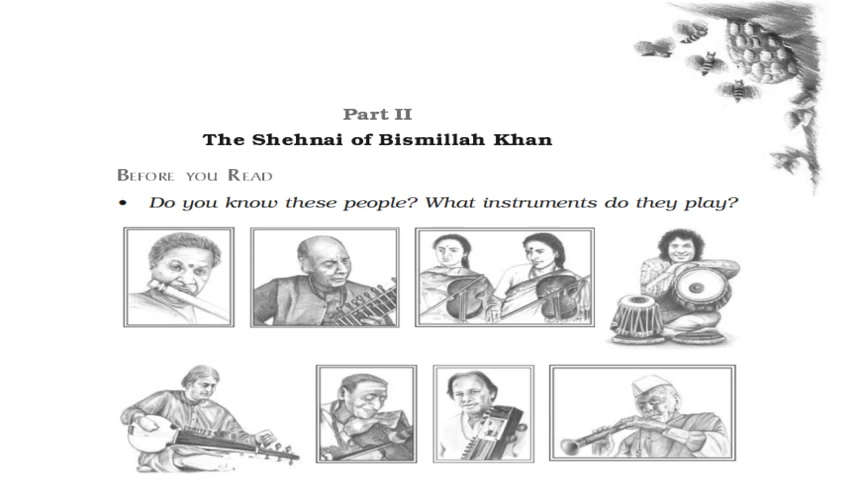 Part II
The Shehnai of Bismillah Khan
BEFORE YOU READ
• Do you know these people? What instruments do they play?